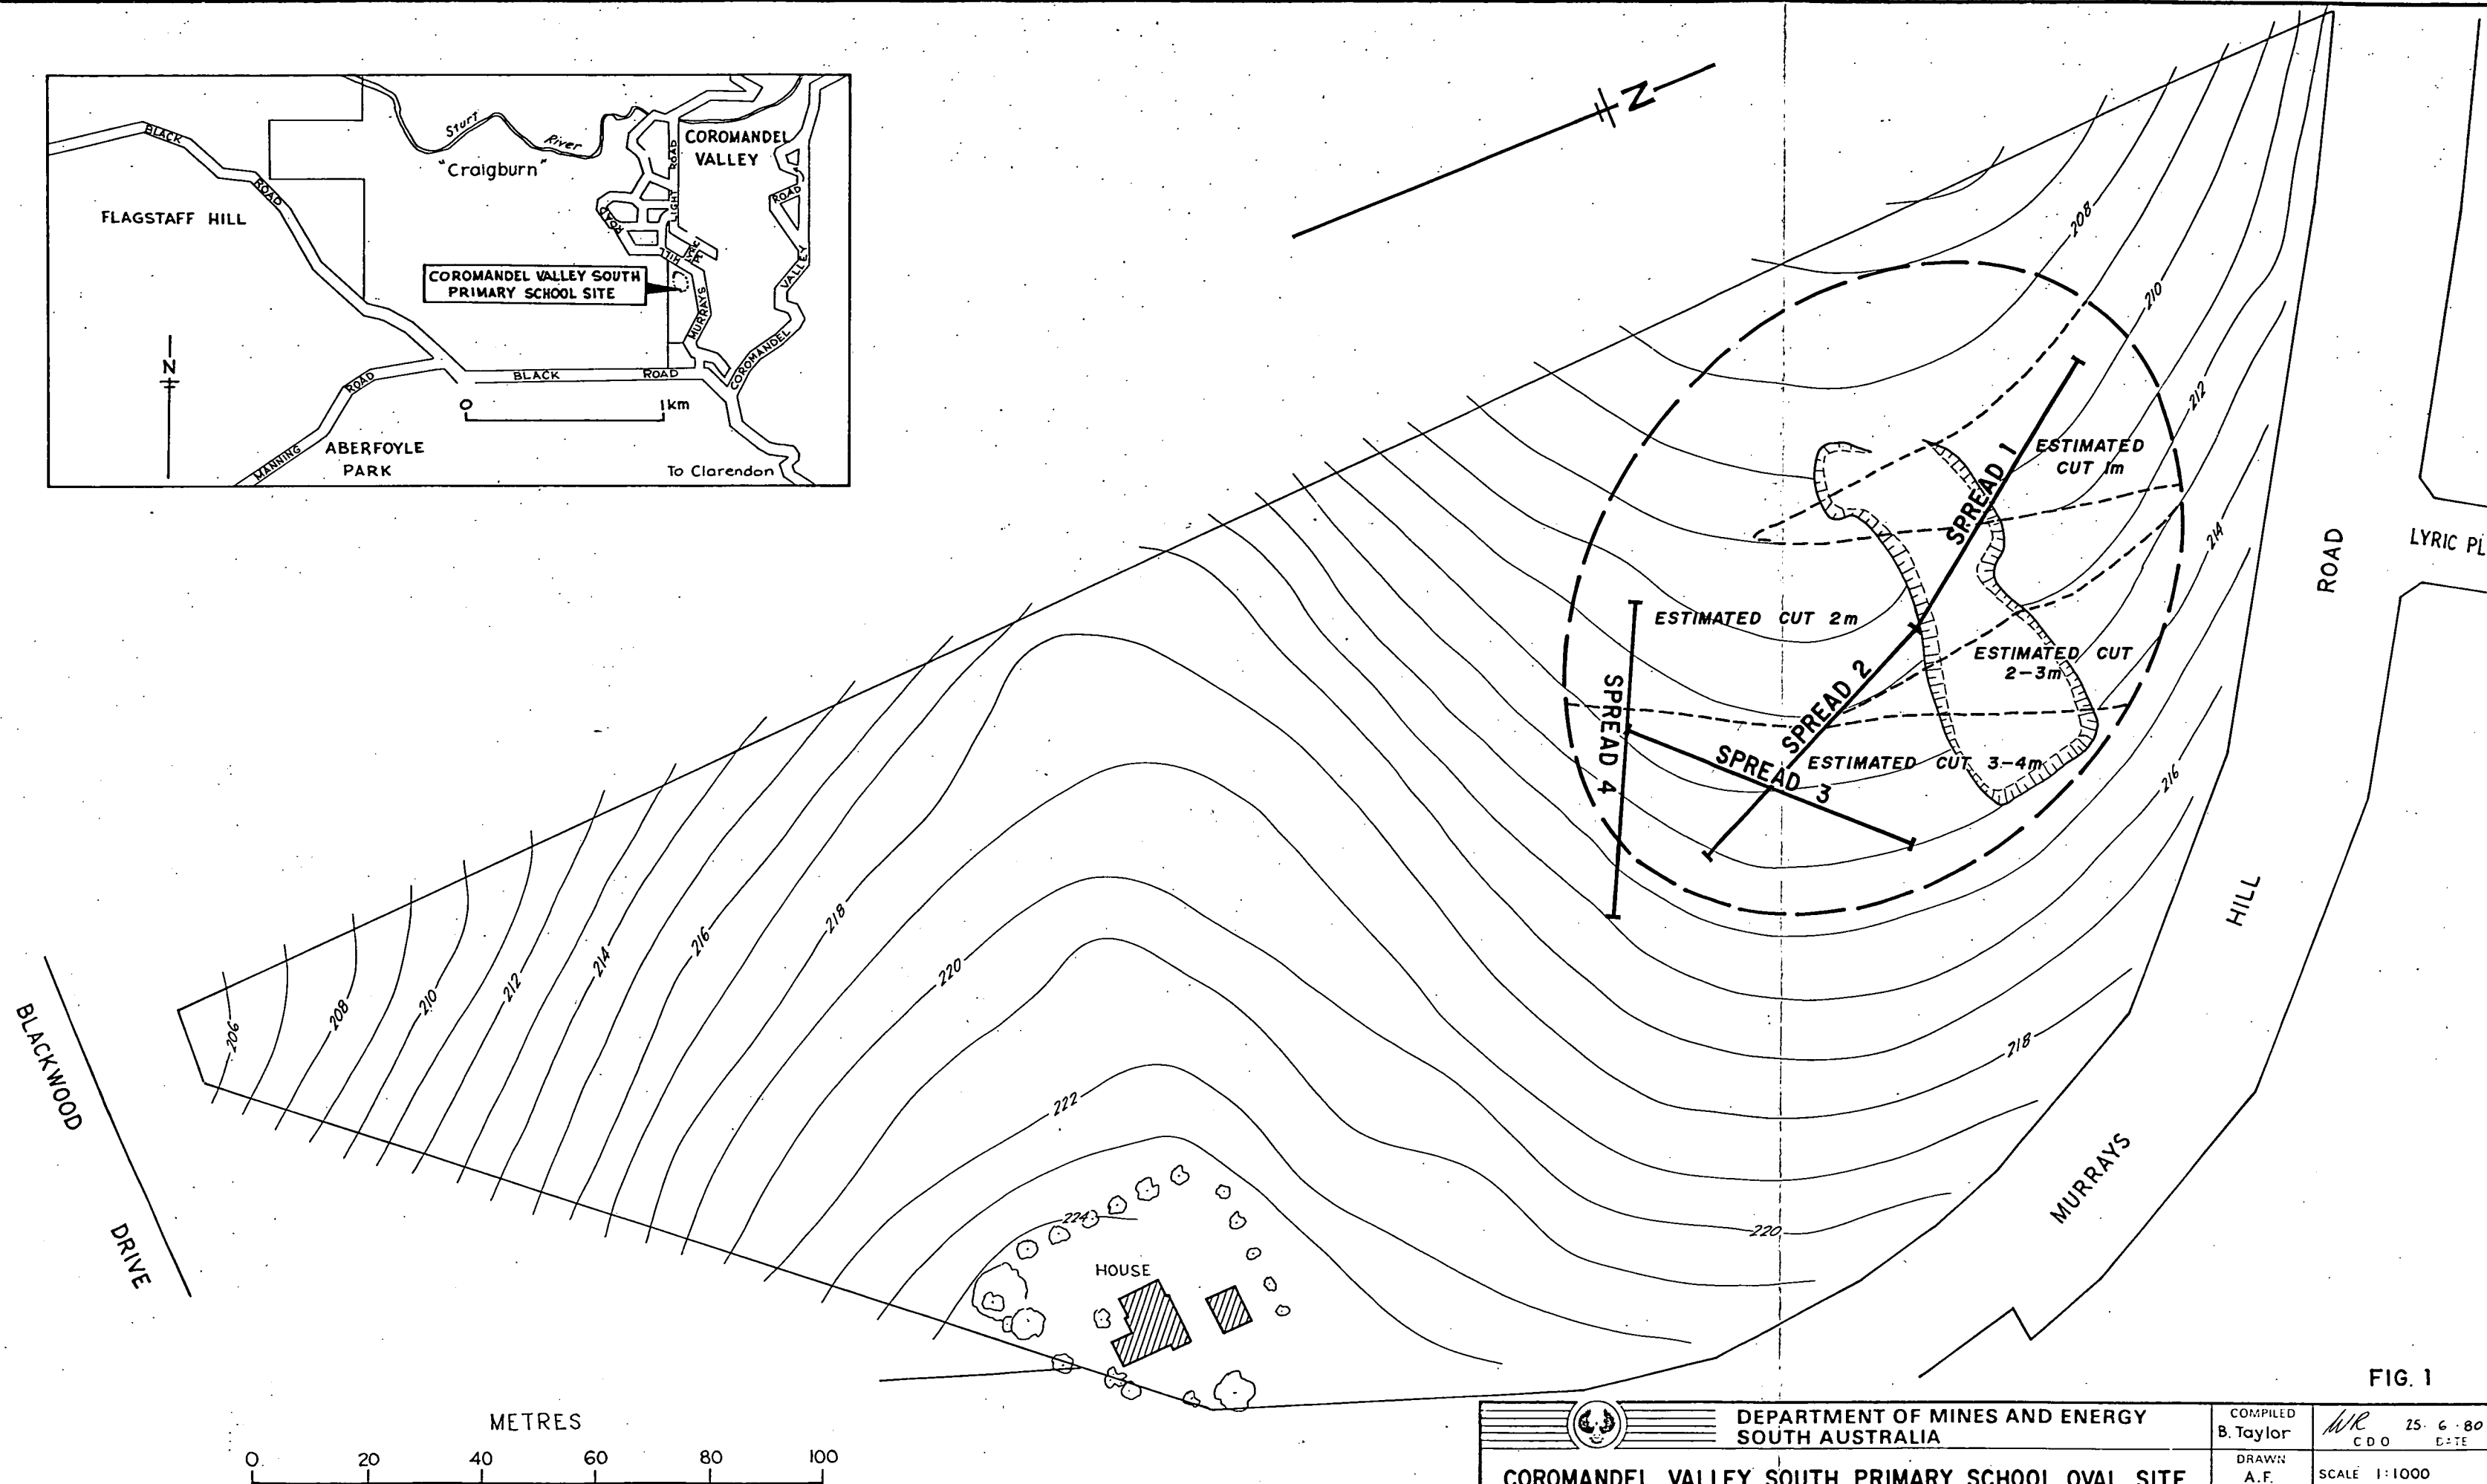 BLACK
ROAD
Sturt
River
"Craigburn"
COROMANDEL
VALLEY
ROAD
LIGHT
ROAD
ROAD
FLAGSTAFF HILL
HILL
LYRIC
PL
COROMANDEL VALLEY SOUTH
PRIMARY SCHOOL SITE
MURRAYS
VALLEY
COROMANDEL
N
ROAD
BLACK
ROAD
0
1km
MANNING
ABERFOYLE
PARK
To Clarendon
N
208
210
212
214
216
218
220
ESTIMATED
CUT 1m
SPREAD 1
ESTIMATED CUT 2m
ESTIMATED CUT
2-3m
SPREAD 2
SPREAD 4
SPREAD 3
ESTIMATED CUT 3-4m
ROAD
LYRIC PL
HILL
MURRAYS
206
208
210
212
214
216
218
220
222
224
HOUSE
BLACKWOOD
DRIVE
METRES
0
20
40
60
80
100
FIG. 1
DEPARTMENT OF MINES AND ENERGY
SOUTH AUSTRALIA
COMPILED
B. Taylor
WR
CDO
25·6·80
DATE
DRAWN
A.F.
SCALE 1:1000
COROMANDEL VALLEY SOUTH PRIMARY SCHOOL OVAL SITE